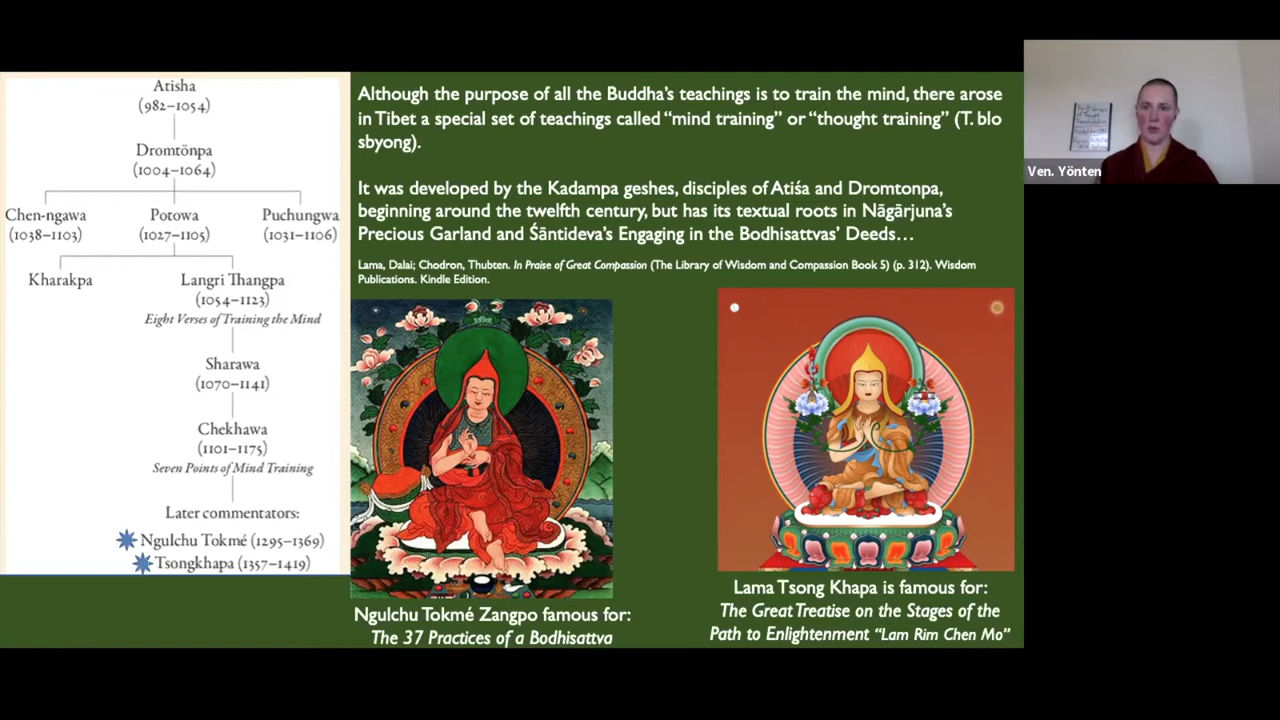 Atisha
(982–1054)
Dromtönpa
(1004–1064)
Chen-ngawa
(1038–1103)
Potowa
(1027–1105)
Puchungwa
(1031–1106)
Kharakpa
Langri Thangpa
(1054–1123)
Eight Verses of Training the Mind
Sharawa
(1070–1141)
Chekhawa
(1101–1175)
Seven Points of Mind Training
Later commentators:
Ngulchu Tokmé (1295–1369)
Tsongkhapa (1357–1419)
Although the purpose of all the Buddha's teachings is to train the mind, there arose
in Tibet a special set of teachings called “mind training” or “thought training” (T. blo
sbyong).
It was developed by the Kadampa geshes, disciples of Atiśa and Dromtonpa,
beginning around the twelfth century, but has its textual roots in Nāgārjuna's
Precious Garland and Śāntideva's Engaging in the Bodhisattvas' Deeds…
Lama, Dalai; Chodron, Thubten. In Praise of Great Compassion (The Library of Wisdom and Compassion Book 5) (p. 312). Wisdom
Publications. Kindle Edition.
Ngulchu Tokmé Zangpo famous for:
The 37 Practices of a Bodhisattva
Lama Tsong Khapa is famous for:
The Great Treatise on the Stages of the
Path to Enlightenment “Lam Rim Chen Mo”
Ven. Yönten